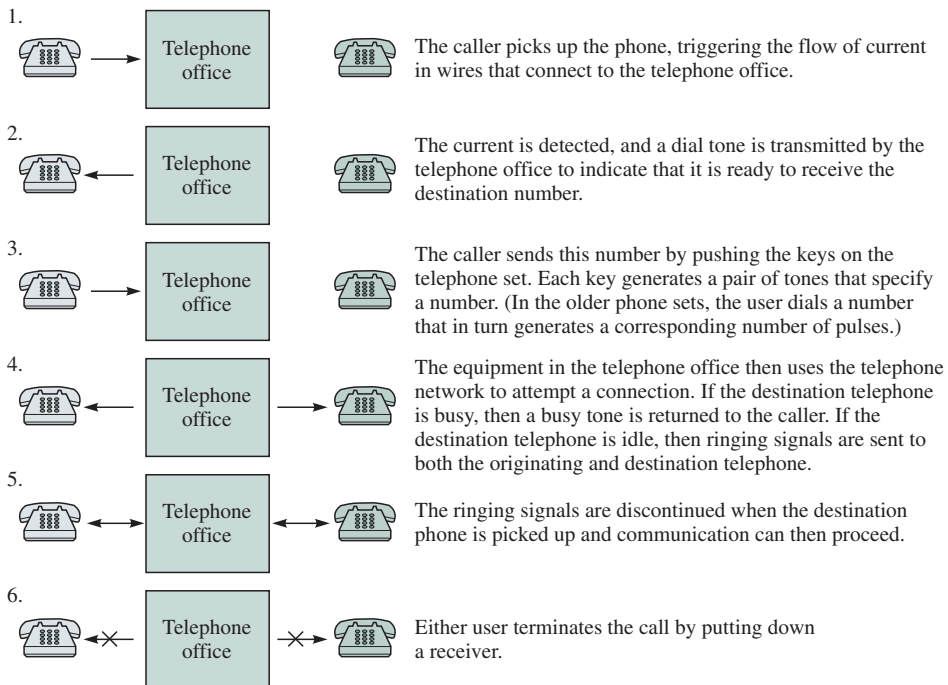 1.
Telephone
office
The caller picks up the phone, triggering the flow of current
in wires that connect to the telephone office.
2.
Telephone
office
The current is detected, and a dial tone is transmitted by the
telephone office to indicate that it is ready to receive the
destination number.
3.
Telephone
office
The caller sends this number by pushing the keys on the
telephone set. Each key generates a pair of tones that specify
a number. (In the older phone sets, the user dials a number
that in turn generates a corresponding number of pulses.)
4.
Telephone
office
The equipment in the telephone office then uses the telephone
network to attempt a connection. If the destination telephone
is busy, then a busy tone is returned to the caller. If the
destination telephone is idle, then ringing signals are sent to
both the originating and destination telephone.
5.
Telephone
office
The ringing signals are discontinued when the destination
phone is picked up and communication can then proceed.
6.
Telephone
office
Either user terminates the call by putting down
a receiver.